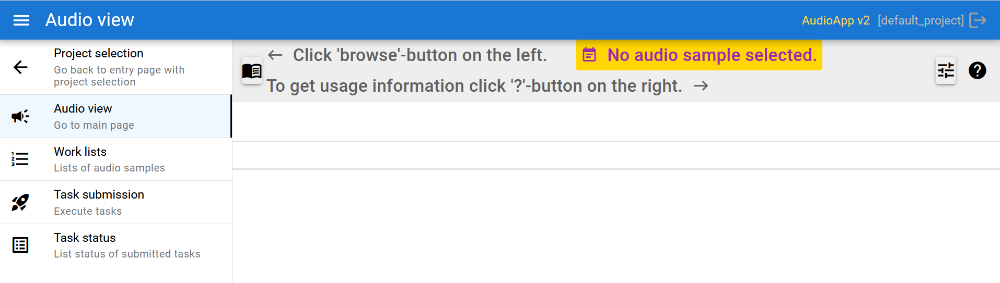 Audio view
AudioApp v2 [default_project]
Project selection
Go back to entry page with
project selection
Audio view
Go to main page
Work lists
Lists of audio samples
Task submission
Execute tasks
Task status
List status of submitted tasks
← Click 'browse'-button on the left.
No audio sample selected.
To get usage information click '?'-button on the right. →